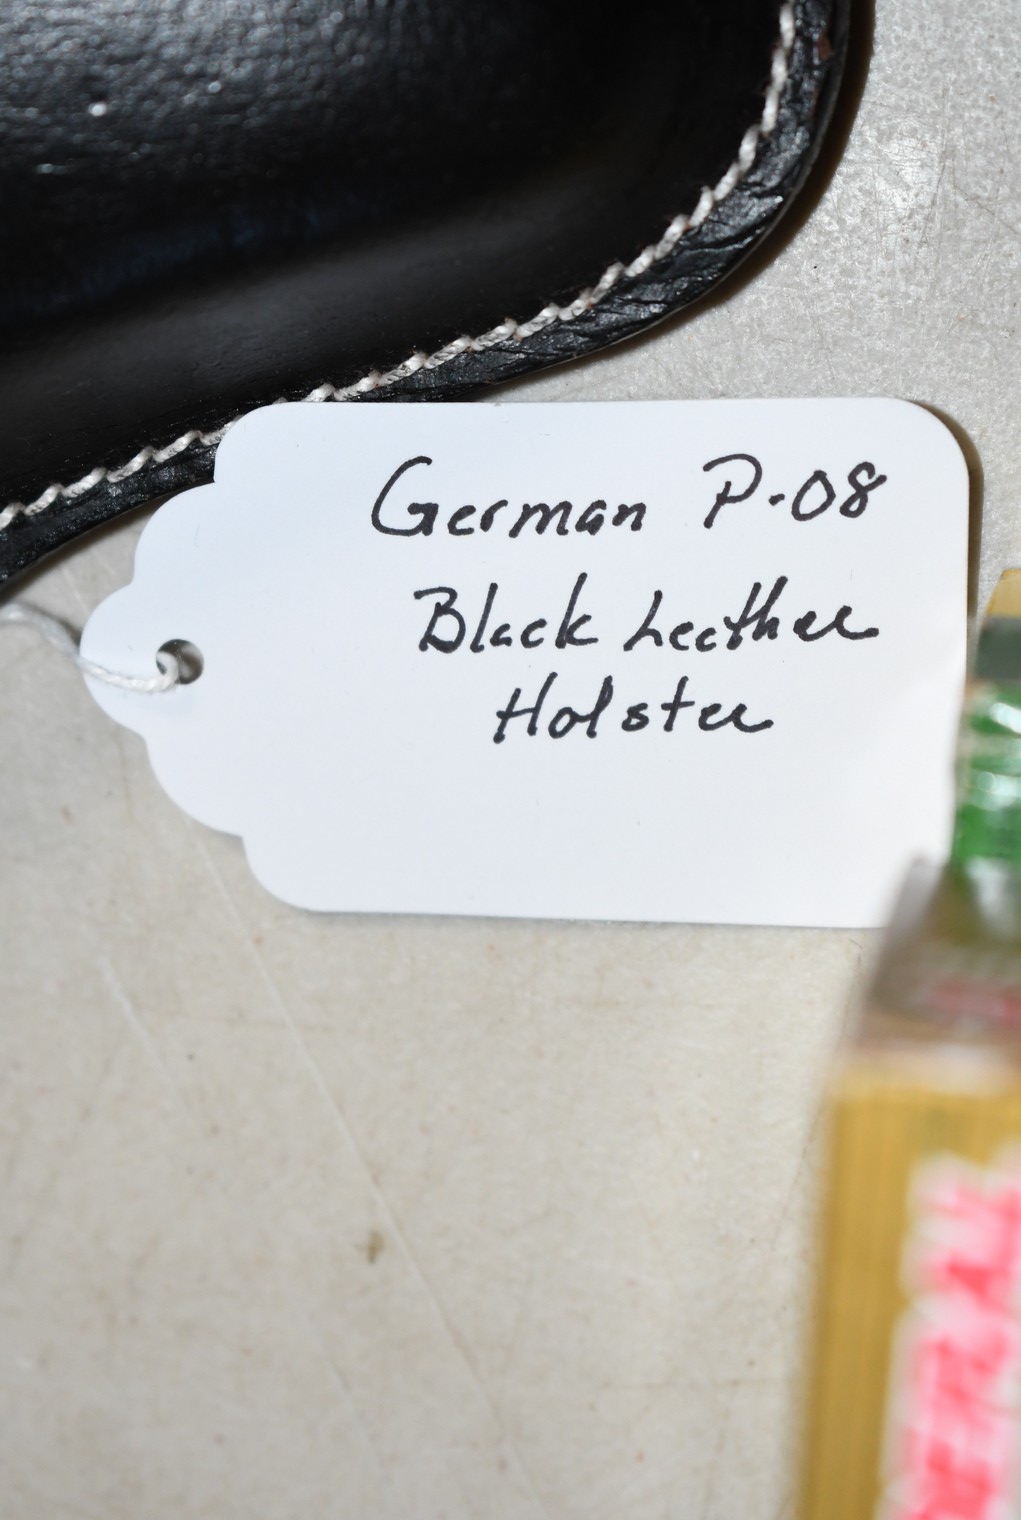 German P-08
Black Leather
Holster